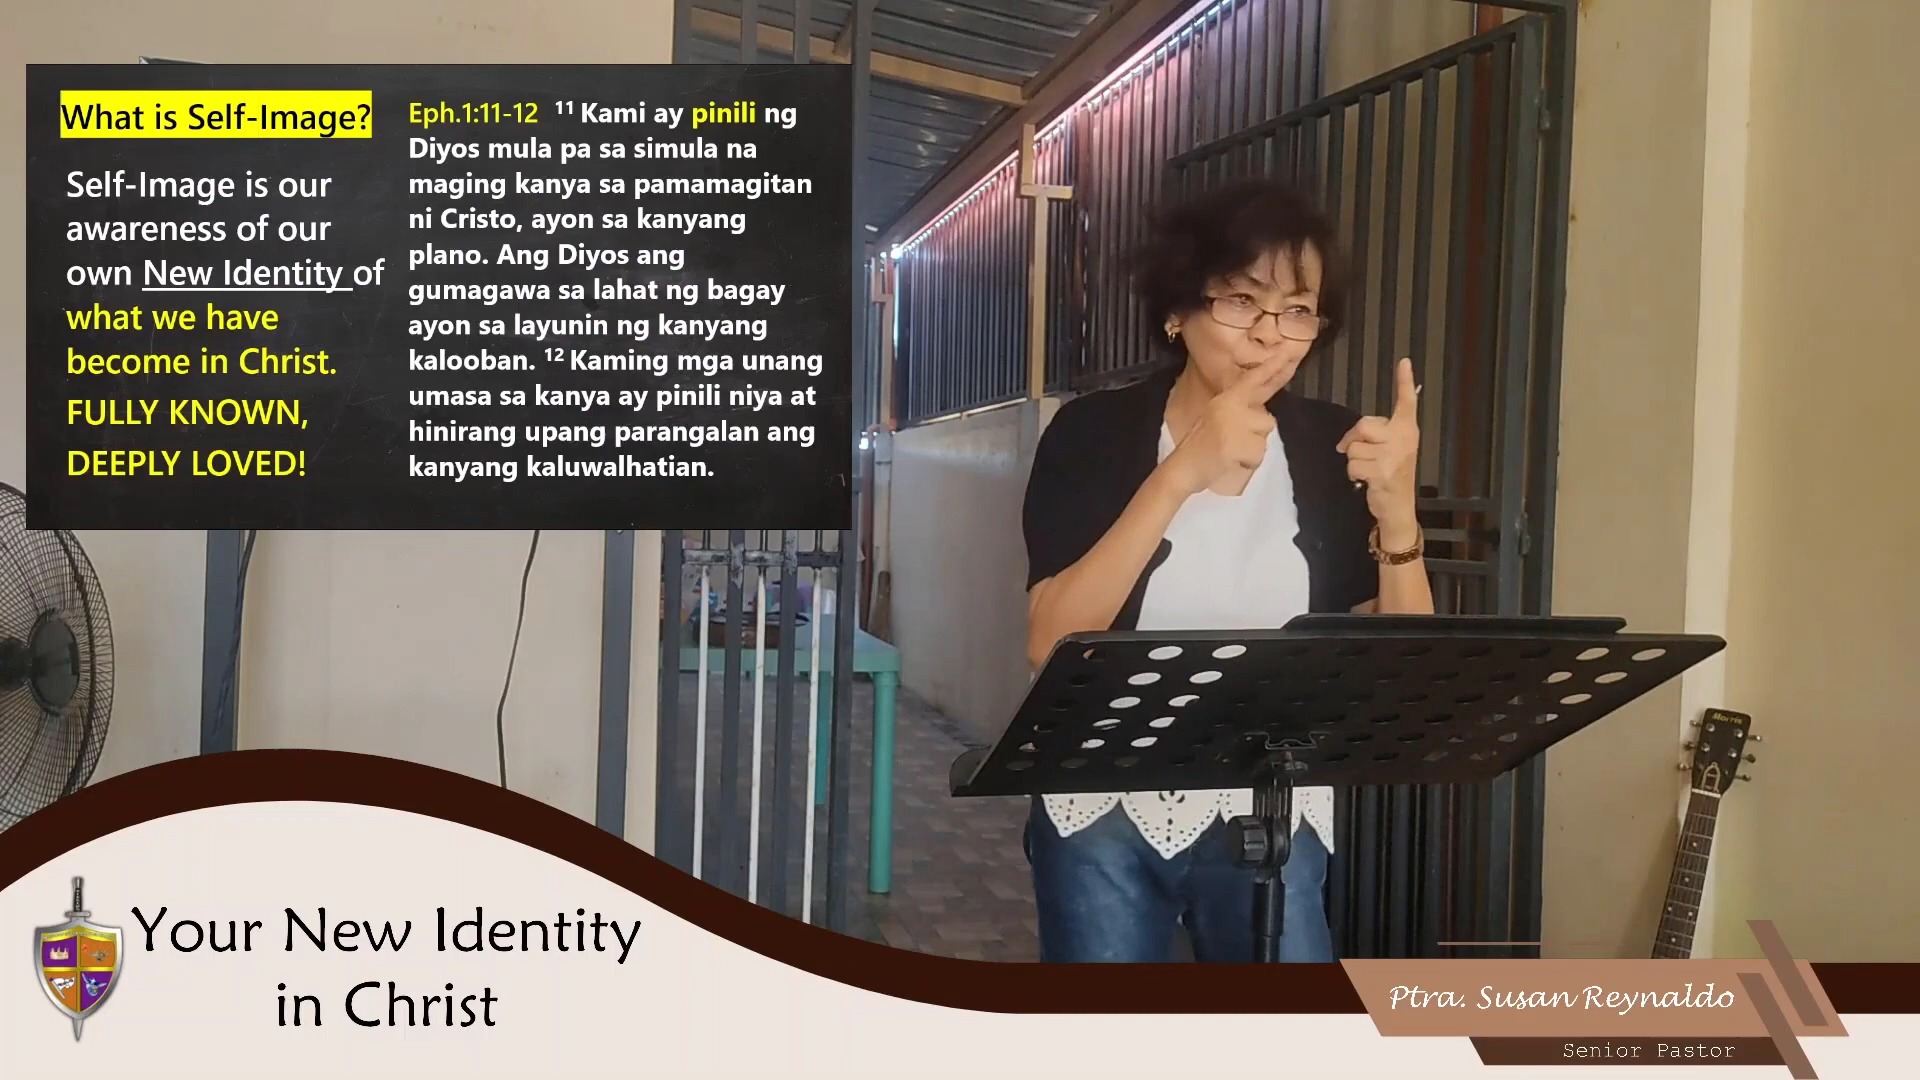 What is Self-Image?
Self-Image is our
awareness of our
own New Identity of
what we have
become in Christ.
FULLY KNOWN,
DEEPLY LOVED!
Eph.1:11-12 ¹¹ Kami ay pinili ng
Diyos mula pa sa simula na
maging kanya sa pamamagitan
ni Cristo, ayon sa kanyang
plano. Ang Diyos ang
gumagawa sa lahat ng bagay
ayon sa layunin ng kanyang
kalooban. ¹² Kaming mga unang
umasa sa kanya ay pinili niya at
hinirang upang parangalan ang
kanyang kaluwalhatian.
Morris
Your New Identity
in Christ
Ptra. Susan Reynaldo
Senior Pastor